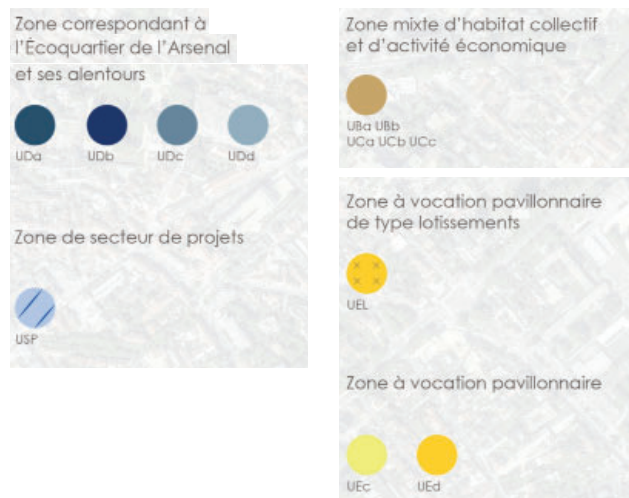 Zone correspondant à
l'Écoquartier de l'Arsenal
et ses alentours
UDa UDb UDc UDd
Zone de secteur de projets
USP
Zone mixte d'habitat collectif
et d'activité économique
UBa UBb
UCa UCb UCc
Zone à vocation pavillonnaire
de type lotissements
UEL
Zone à vocation pavillonnaire
UEc UEd